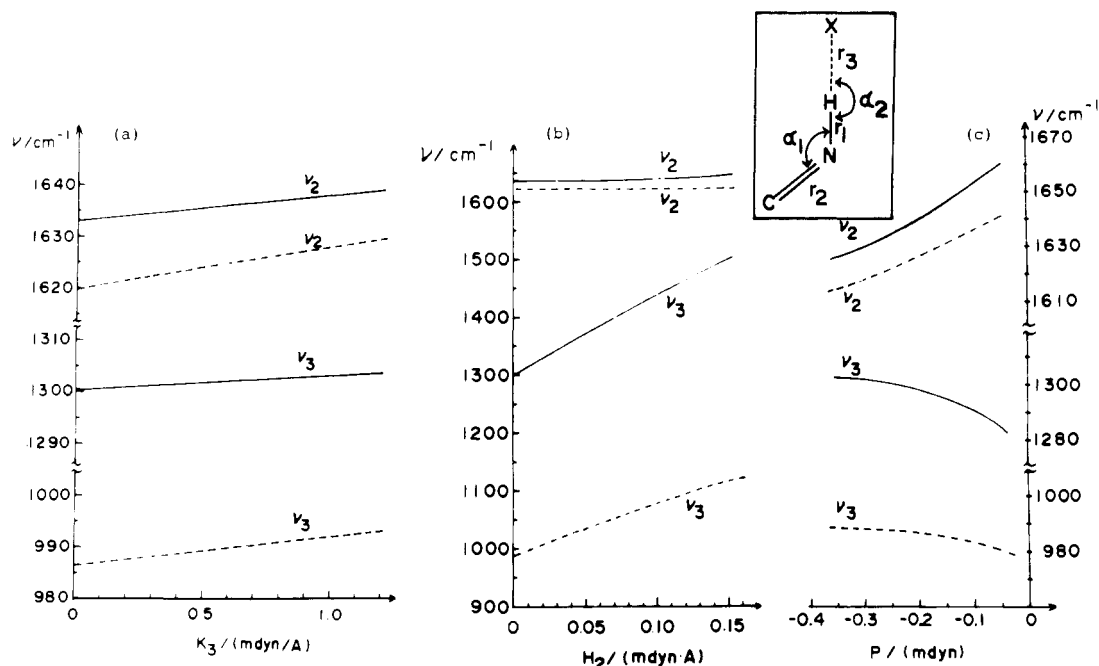 (a)
ν/cm⁻¹
1640
1630
1620
1310
1300
1290
1000
990
980
ν₂
ν₂
ν₃
ν₃
0
0.5
1.0
K₃/(mdyn/A)
(b)
ν/cm⁻¹
1600
1500
1400
1300
1200
1100
1000
900
ν₂
ν₂
ν₃
ν₃
0
0.05
0.10
0.15
H₂/(mdyn·A)
X
r₃
H
α₂
r₁
α₁
N
C
r₂
(c)
ν/cm⁻¹
1670
1650
1630
1610
1300
1280
1000
980
ν₂
ν₂
ν₃
ν₃
-0.4
-0.3
-0.2
-0.1
0
P/(mdyn)